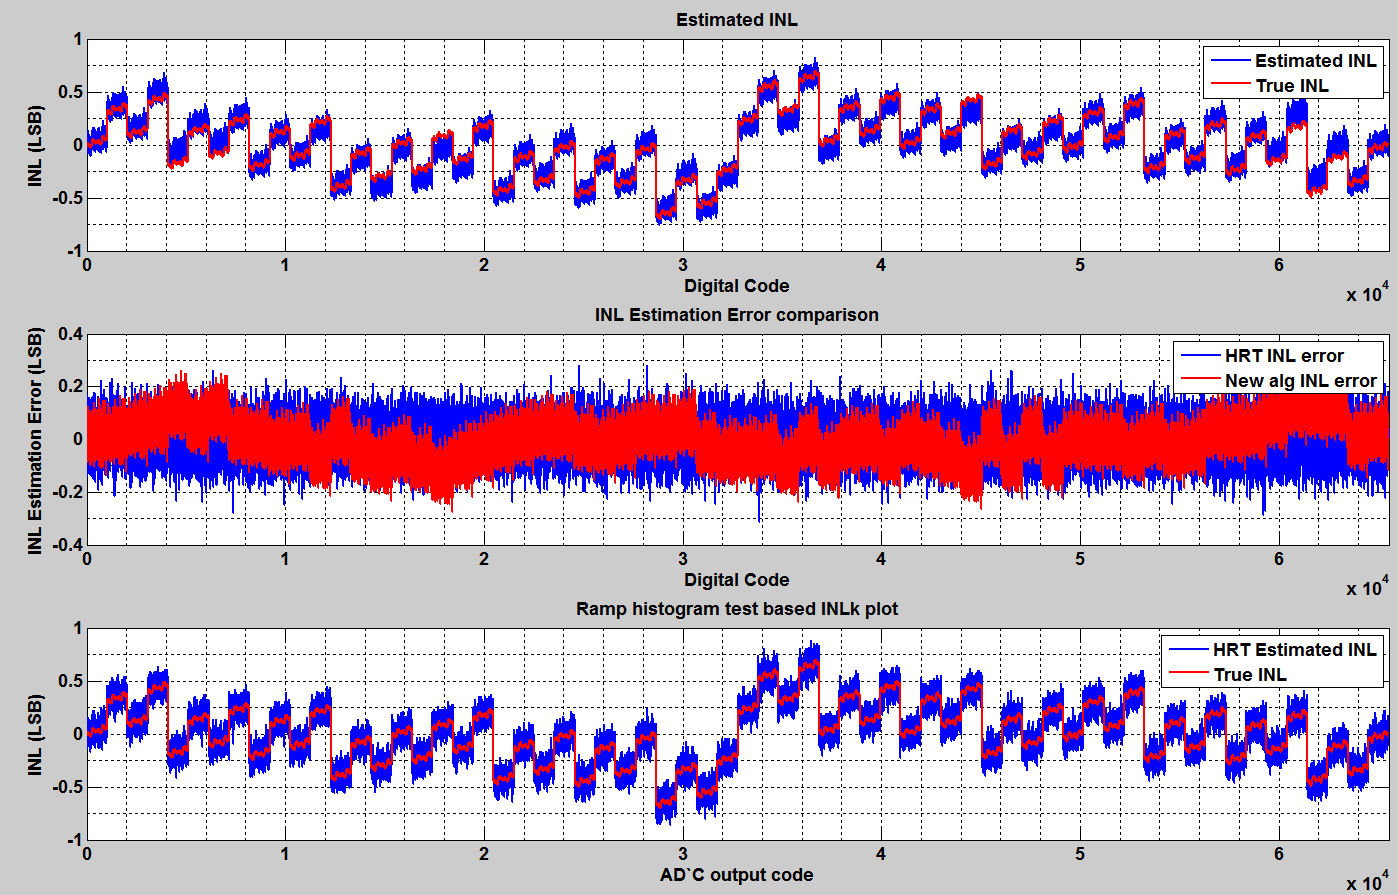 Estimated INL
1
0.5
0
-0.5
-1
INL (LSB)
Estimated INL
True INL
0 1 2 3 4 5 6
Digital Code
x 10^4
INL Estimation Error comparison
0.4
0.2
0
-0.2
-0.4
INL Estimation Error (LSB)
HRT INL error
New alg INL error
0 1 2 3 4 5 6
Digital Code
x 10^4
Ramp histogram test based INLk plot
1
0.5
0
-0.5
-1
INL (LSB)
HRT Estimated INL
True INL
0 1 2 3 4 5 6
AD`C output code
x 10^4